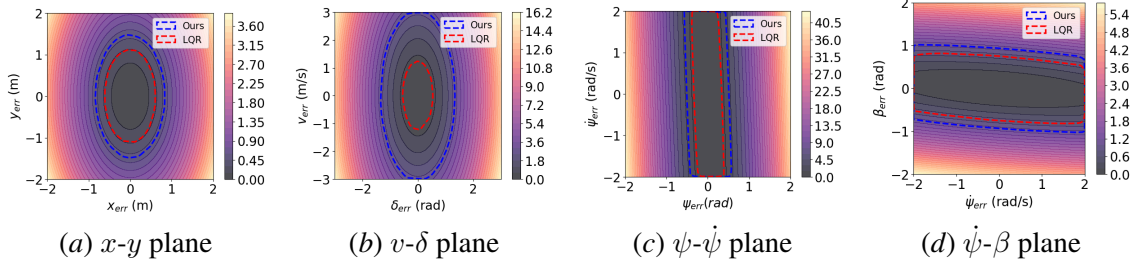 2
1
0
−1
−2
y_err (m)
−2 −1 0 1 2
x_err (m)
Ours
LQR
3.60
3.15
2.70
2.25
1.80
1.35
0.90
0.45
0.00
(a) x-y plane
3
2
1
0
−1
−2
−3
v_err (m/s)
−2 0 2
δ_err (rad)
Ours
LQR
16.2
14.4
12.6
10.8
9.0
7.2
5.4
3.6
1.8
0.0
(b) v-δ plane
2
1
0
−1
−2
ψ̇_err (rad/s)
−2 −1 0 1 2
ψ_err(rad)
Ours
LQR
40.5
36.0
31.5
27.0
22.5
18.0
13.5
9.0
4.5
0.0
(c) ψ-ψ̇ plane
2
1
0
−1
−2
β_err (rad)
−2 −1 0 1 2
ψ̇_err (rad/s)
Ours
LQR
5.4
4.8
4.2
3.6
3.0
2.4
1.8
1.2
0.6
0.0
(d) ψ̇-β plane